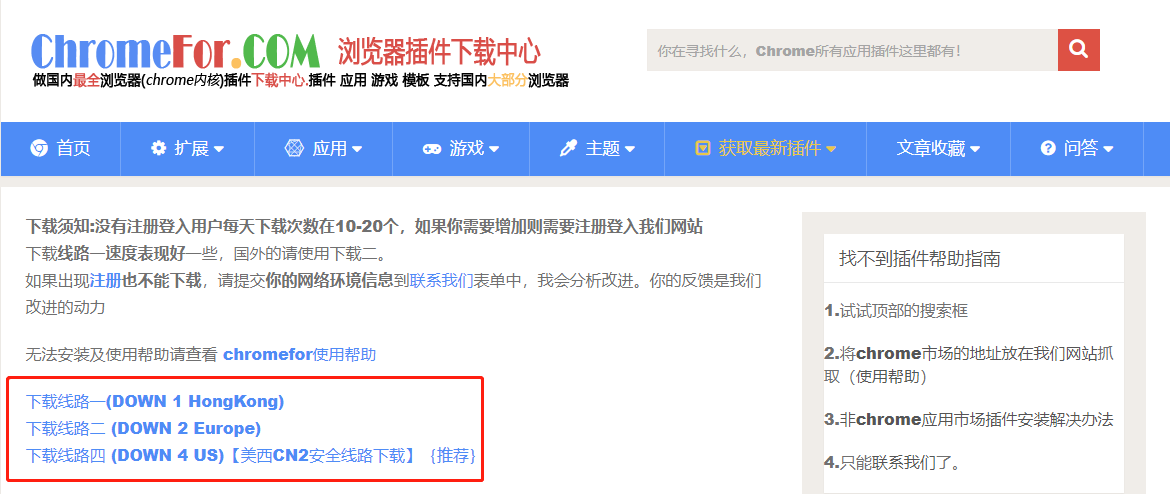 ChromeFor.COM 浏览器插件下载中心
做国内最全浏览器(chrome内核)插件下载中心.插件 应用 游戏 模板 支持国内大部分浏览器
你在寻找什么，Chrome所有应用插件这里都有!
首页 扩展 应用 游戏 主题 获取最新插件 文章收藏 问答
下载须知:没有注册登入用户每天下载次数在10-20个，如果你需要增加则需要注册登入我们网站
下载线路一速度表现好一些，国外的请使用下载二。
如果出现注册也不能下载，请提交你的网络环境信息到联系我们表单中，我会分析改进。你的反馈是我们
改进的动力
无法安装及使用帮助请查看 chromefor使用帮助
下载线路一(DOWN 1 HongKong)
下载线路二 (DOWN 2 Europe)
下载线路四 (DOWN 4 US)【美西CN2安全线路下载】｛推荐｝
找不到插件帮助指南
1.试试顶部的搜索框
2.将chrome市场的地址放在我们网站抓
取（使用帮助）
3.非chrome应用市场插件安装解决办法
4.只能联系我们了。